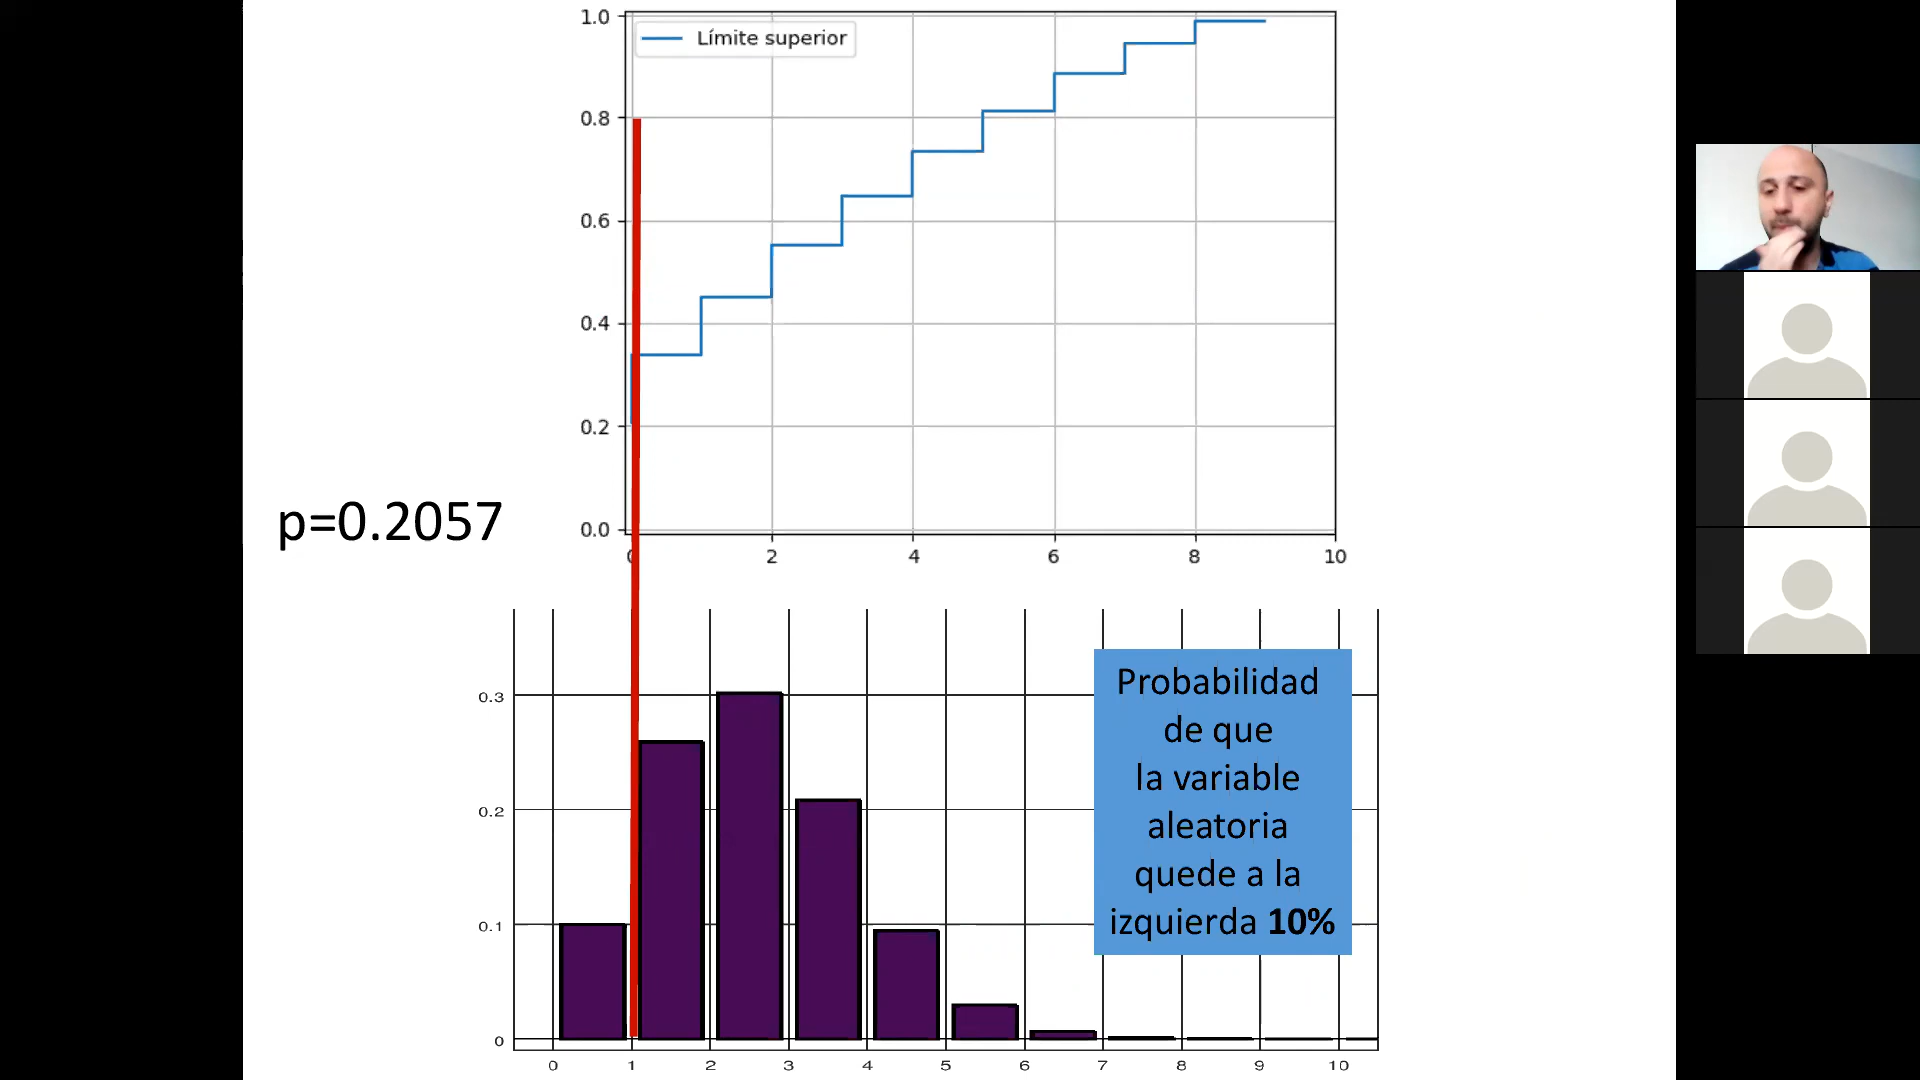 1.0
Límite superior
0.8
0.6
0.4
0.2
p=0.2057
0.0
2 4 6 8 10
0.3
0.2
0.1
0
0 1 2 3 4 5 6 7 8 9 10
Probabilidad
de que
la variable
aleatoria
quede a la
izquierda 10%